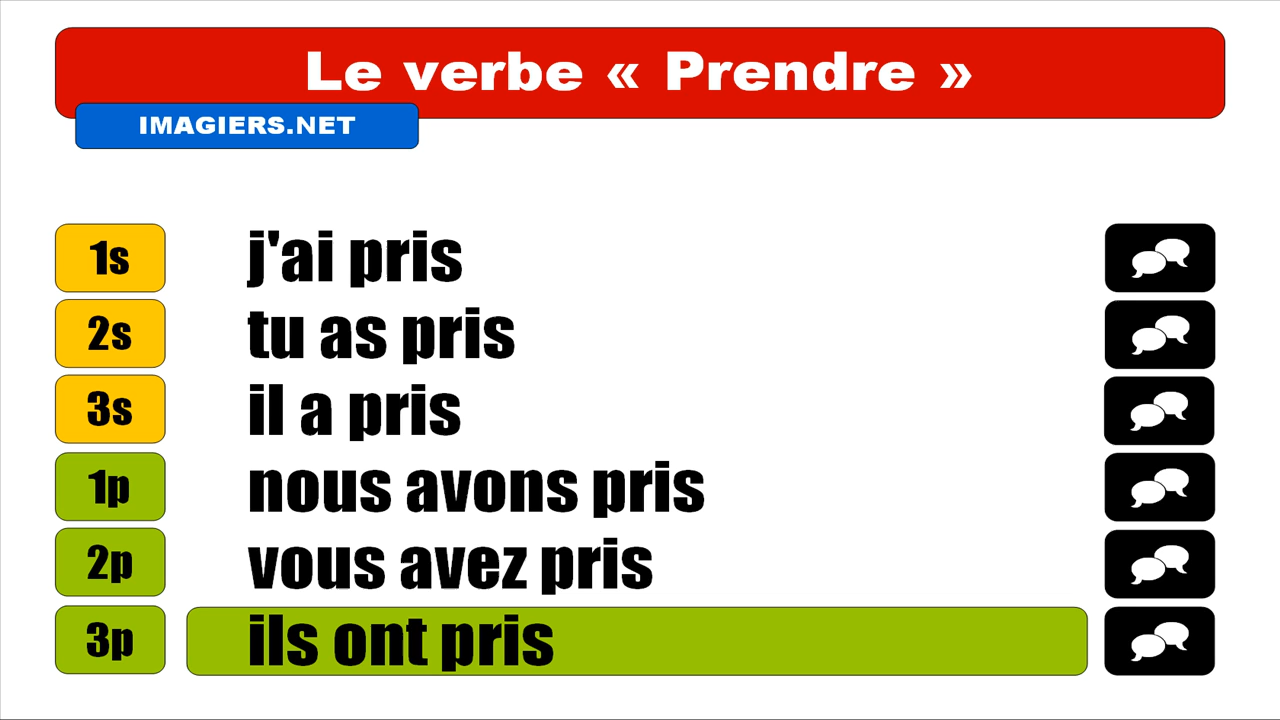 Le verbe « Prendre »
IMAGIERS.NET
1s j'ai pris
2s tu as pris
3s il a pris
1p nous avons pris
2p vous avez pris
3p ils ont pris